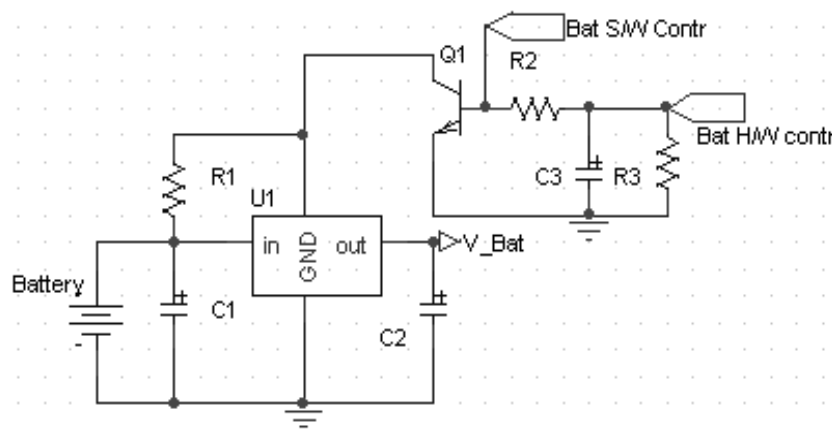 Bat S/W Contr
Q1
R2
Bat H/W contr
R1
C3
R3
U1
in
GND
out
V_Bat
Battery
C1
C2
+
+
+
-